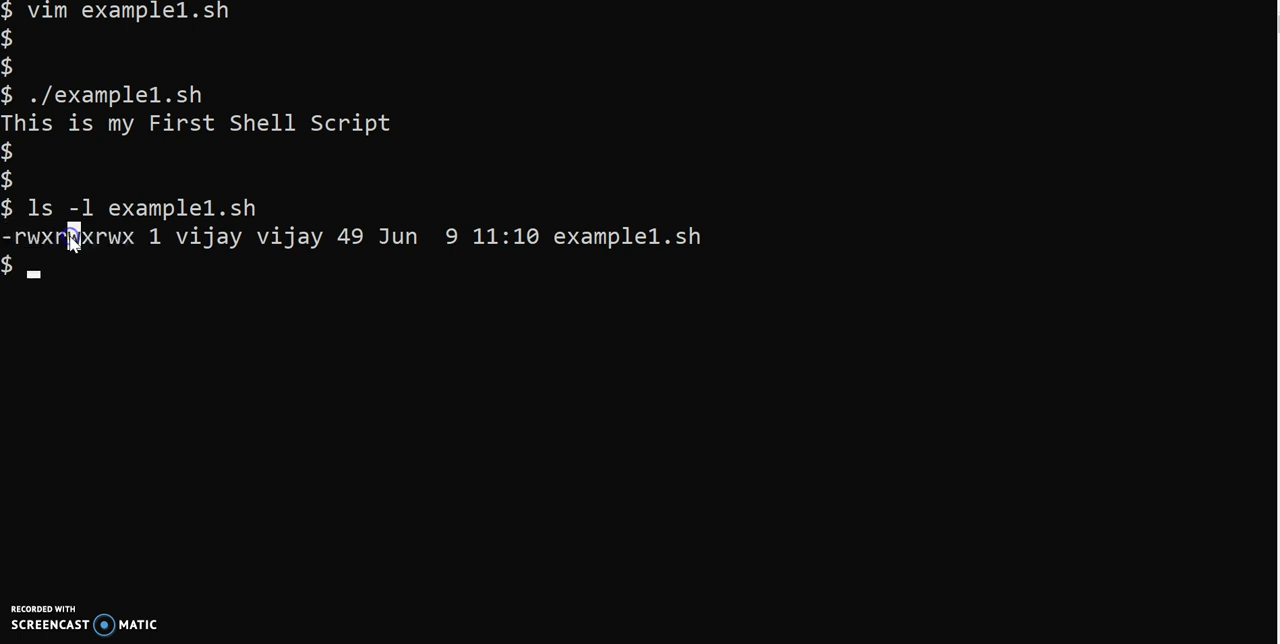 $ vim example1.sh
$
$
$ ./example1.sh
This is my First Shell Script
$
$
$ ls -l example1.sh
-rwxrwxrwx 1 vijay vijay 49 Jun  9 11:10 example1.sh
$
RECORDED WITH
SCREENCAST MATIC